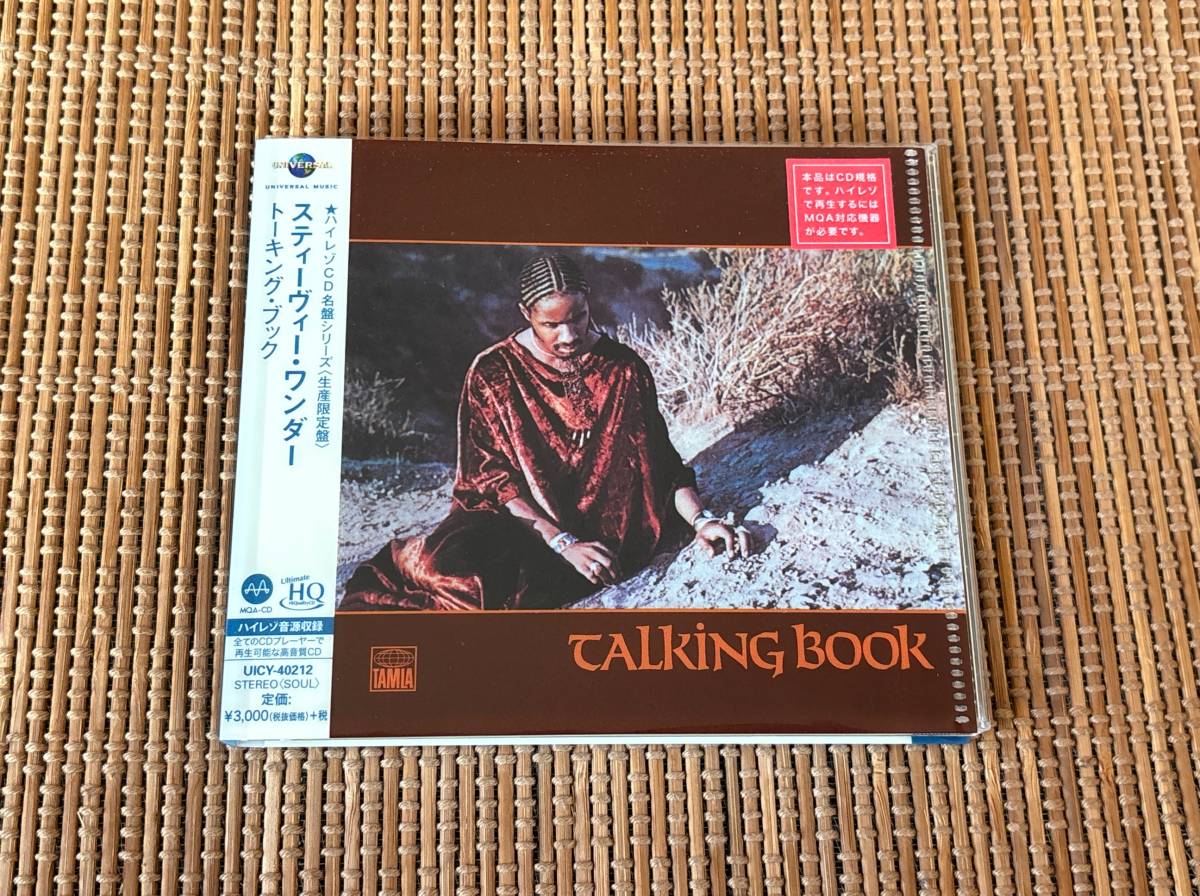 UNIVERSAL
UNIVERSAL MUSIC
★ハイレゾCD名盤シリーズ〈生産限定盤〉
スティーヴィー・ワンダー
トーキング・ブック
MQA-CD
Ultimate
HQ
HiQualityCD
ハイレゾ音源収録
全てのCDプレーヤーで
再生可能な高音質CD
UICY-40212
STEREO〈SOUL〉
定価:
¥3,000(税抜価格)+税
本品はCD規格
です。ハイレゾ
で再生するには
MQA対応機器
が必要です。
TALKING BOOK
TAMLA